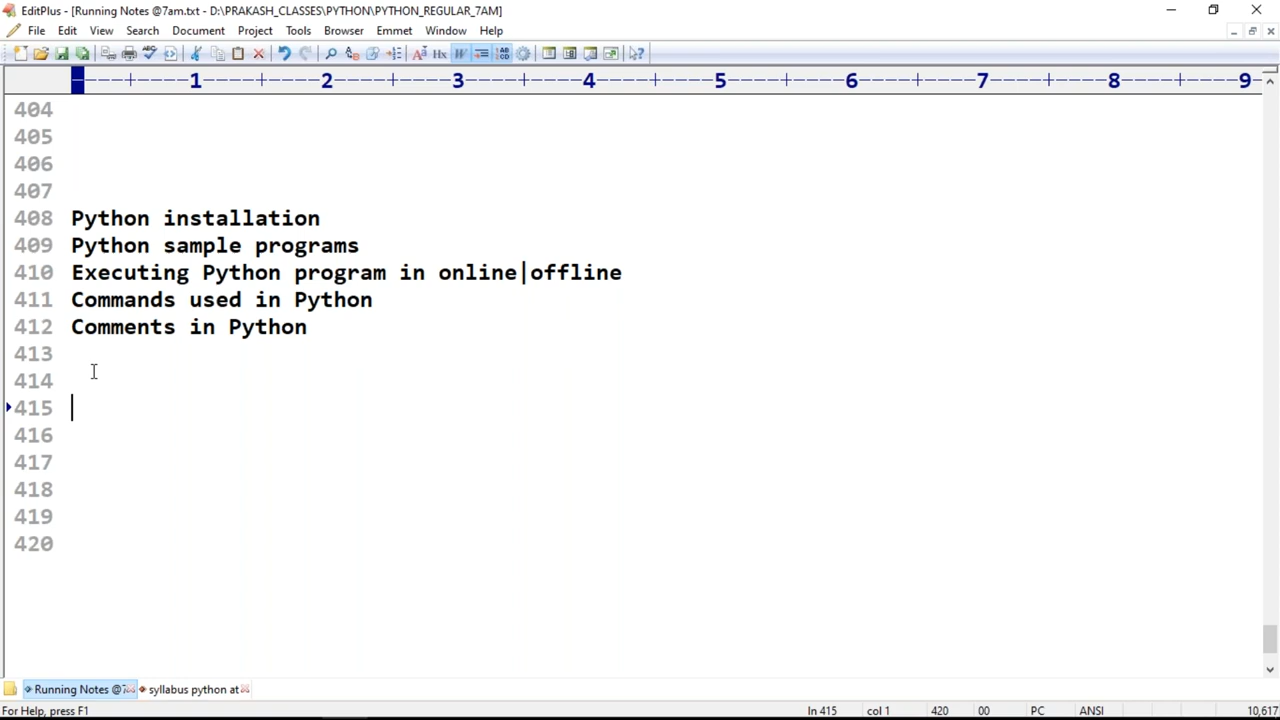 EditPlus - [Running Notes @7am.txt - D:\PRAKASH_CLASSES\PYTHON\PYTHON_REGULAR_7AM]
File Edit View Search Document Project Tools Browser Emmet Window Help
1 2 3 4 5 6 7 8 9
404
405
406
407
408 Python installation
409 Python sample programs
410 Executing Python program in online|offline
411 Commands used in Python
412 Comments in Python
413
414
415
416
417
418
419
420
Running Notes @7 syllabus python at
For Help, press F1 ln 415 col 1 420 00 PC ANSI 10,617